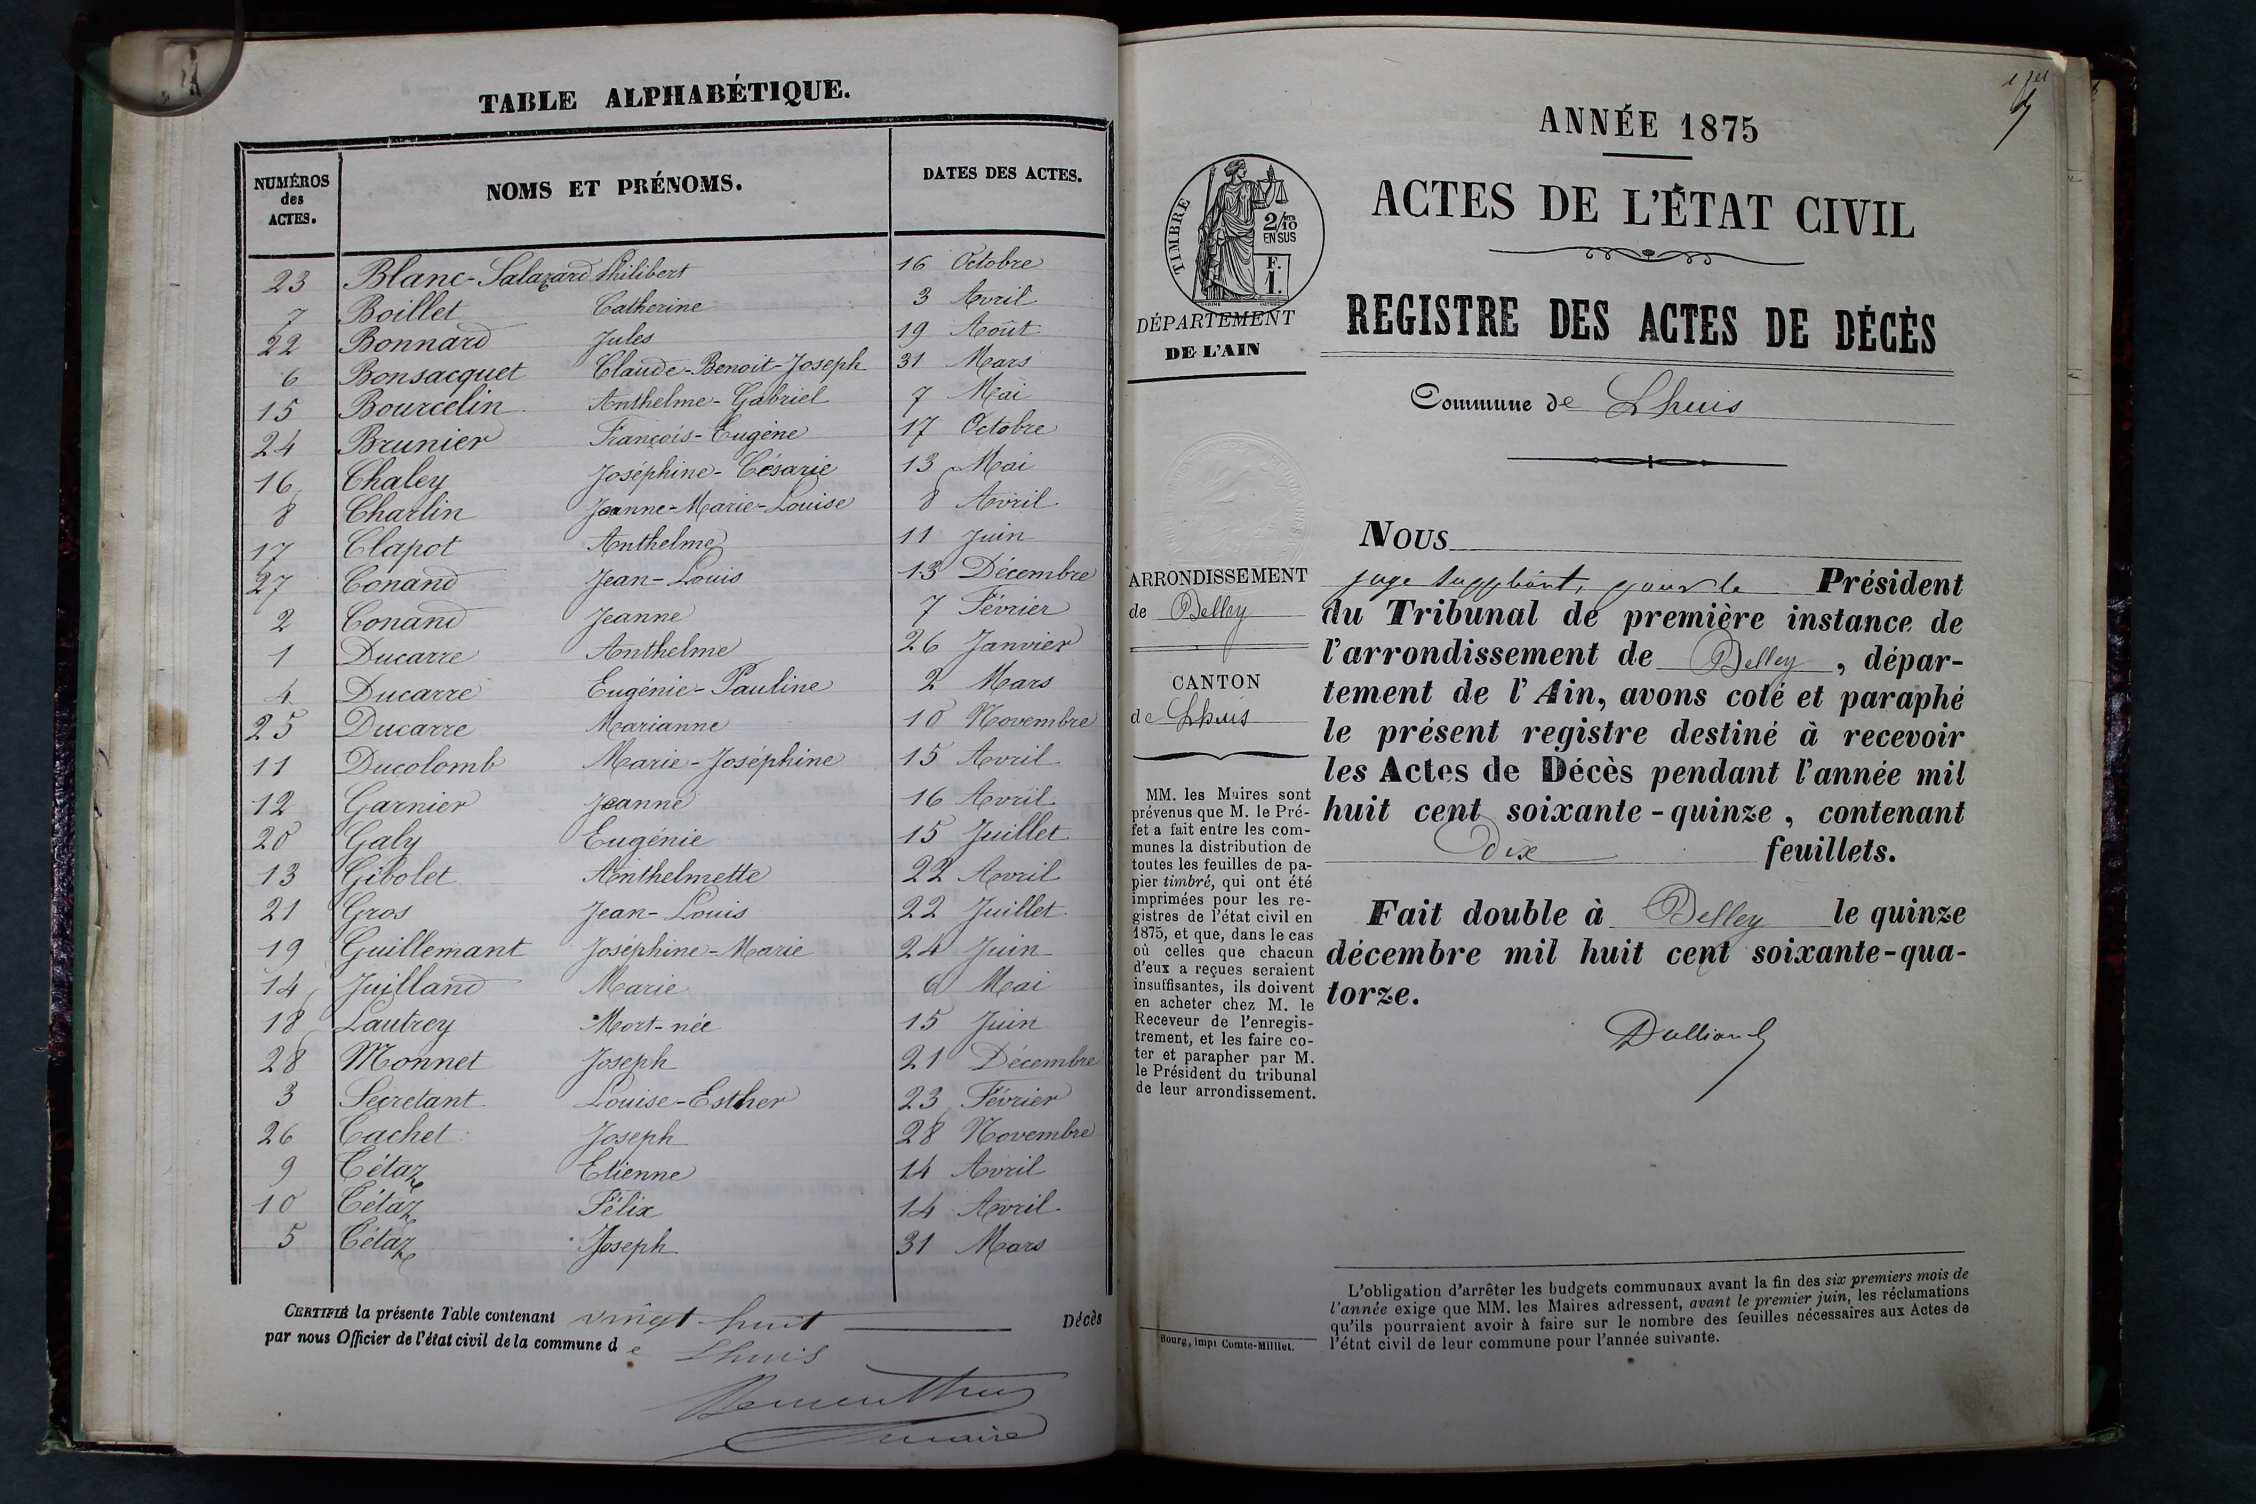 TABLE ALPHABÉTIQUE.
NUMÉROS des ACTES. NOMS ET PRÉNOMS. DATES DES ACTES.
23 Blanc-Salazard Philibert 16 Octobre
7 Boillet Catherine 3 Avril
22 Bonnard Jules 19 Août
6 Bonsacquet Claude-Benoit-Joseph 31 Mars
15 Bourcelin Anthelme-Gabriel 7 Mai
24 Brunier François-Eugène 17 Octobre
16 Chaley Joséphine-Césarie 13 Mai
8 Charlin Jeanne-Marie-Louise 8 Avril
17 Clapot Anthelme 11 Juin
27 Conand Jean-Louis 13 Décembre
2 Conand Jeanne 7 Février
1 Ducarre Anthelme 26 Janvier
4 Ducarre Eugénie-Pauline 2 Mars
25 Ducarre Marianne 10 Novembre
11 Ducolomb Marie-Joséphine 15 Avril
12 Garnier Jeanne 16 Avril
20 Galy Eugénie 15 Juillet
13 Gibolet Anthelmette 22 Avril
21 Gros Jean-Louis 22 Juillet
19 Guillemant Joséphine-Marie 24 Juin
14 Juilland Marie 6 Mai
18 Lautrey Mort-née 15 Juin
28 Monnet Joseph 21 Décembre
3 Secretant Louise-Esther 23 Février
26 Tachet Joseph 28 Novembre
9 Tétaz Etienne 14 Avril
10 Tétaz Félix 14 Avril
5 Tétaz Joseph 31 Mars
CERTIFIÉ la présente Table contenant vingt huit Décès
par nous Officier de l'état civil de la commune de Lhuis
maire
1er
ANNÉE 1875
ACTES DE L'ÉTAT CIVIL
REGISTRE DES ACTES DE DÉCÈS
Commune de Lhuis
TIMBRE
2/10
EN SUS
F.
1.
DÉPARTEMENT
DE L'AIN
ARRONDISSEMENT
de Belley
CANTON
de Lhuis
MM. les Maires sont
prévenus que M. le Pré-
fet a fait entre les com-
munes la distribution de
toutes les feuilles de pa-
pier timbré, qui ont été
imprimées pour les re-
gistres de l'état civil en
1875, et que, dans le cas
où celles que chacun
d'eux a reçues seraient
insuffisantes, ils doivent
en acheter chez M. le
Receveur de l'enregis-
trement, et les faire co-
ter et parapher par M.
le Président du tribunal
de leur arrondissement.
NOUS
juge suppléant, pour le Président
du Tribunal de première instance de
l'arrondissement de Belley, dépar-
tement de l'Ain, avons coté et paraphé
le présent registre destiné à recevoir
les Actes de Décès pendant l'année mil
huit cent soixante-quinze, contenant
dix feuillets.
Fait double à Belley le quinze
décembre mil huit cent soixante-qua-
torze.
L'obligation d'arrêter les budgets communaux avant la fin des six premiers mois de
l'année exige que MM. les Maires adressent, avant le premier juin, les réclamations
qu'ils pourraient avoir à faire sur le nombre des feuilles nécessaires aux Actes de
l'état civil de leur commune pour l'année suivante.
Bourg, Impr Comte-Milliet.